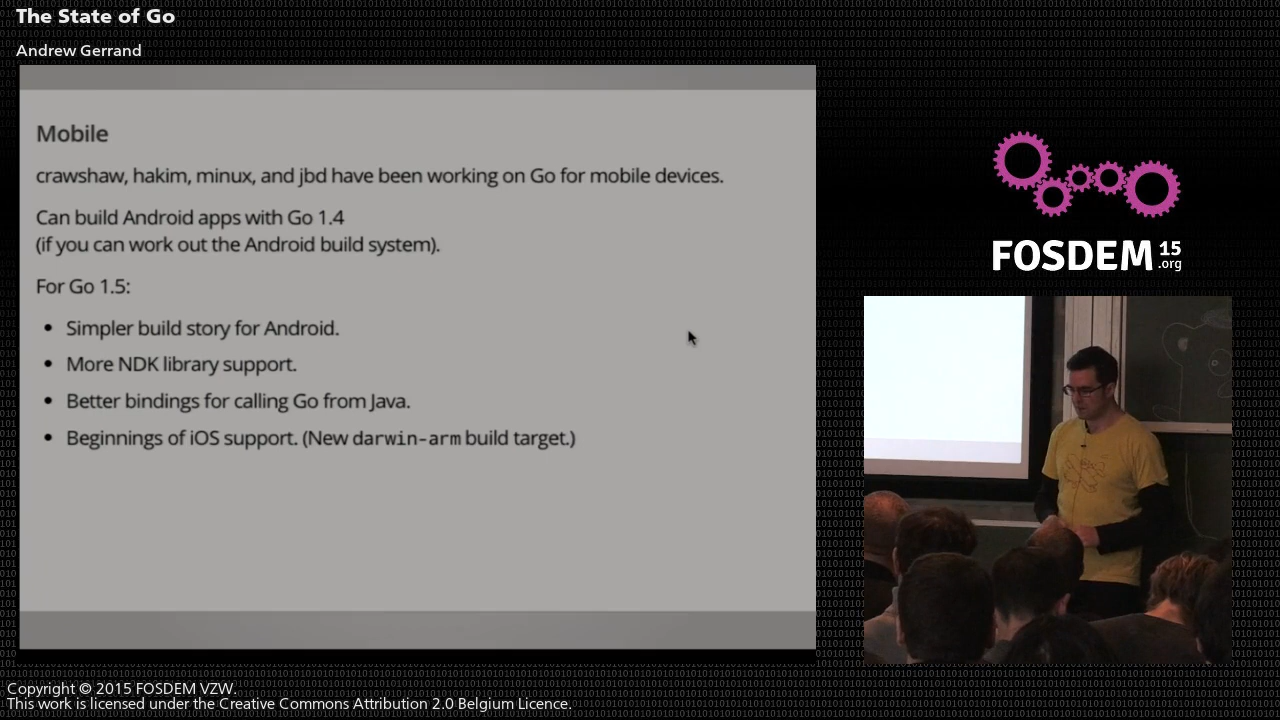 The State of Go
Andrew Gerrand
Mobile
crawshaw, hakim, minux, and jbd have been working on Go for mobile devices.
Can build Android apps with Go 1.4
(if you can work out the Android build system).
For Go 1.5:
• Simpler build story for Android.
• More NDK library support.
• Better bindings for calling Go from Java.
• Beginnings of iOS support. (New darwin-arm build target.)
FOSDEM 15
.org
Copyright © 2015 FOSDEM VZW.
This work is licensed under the Creative Commons Attribution 2.0 Belgium Licence.